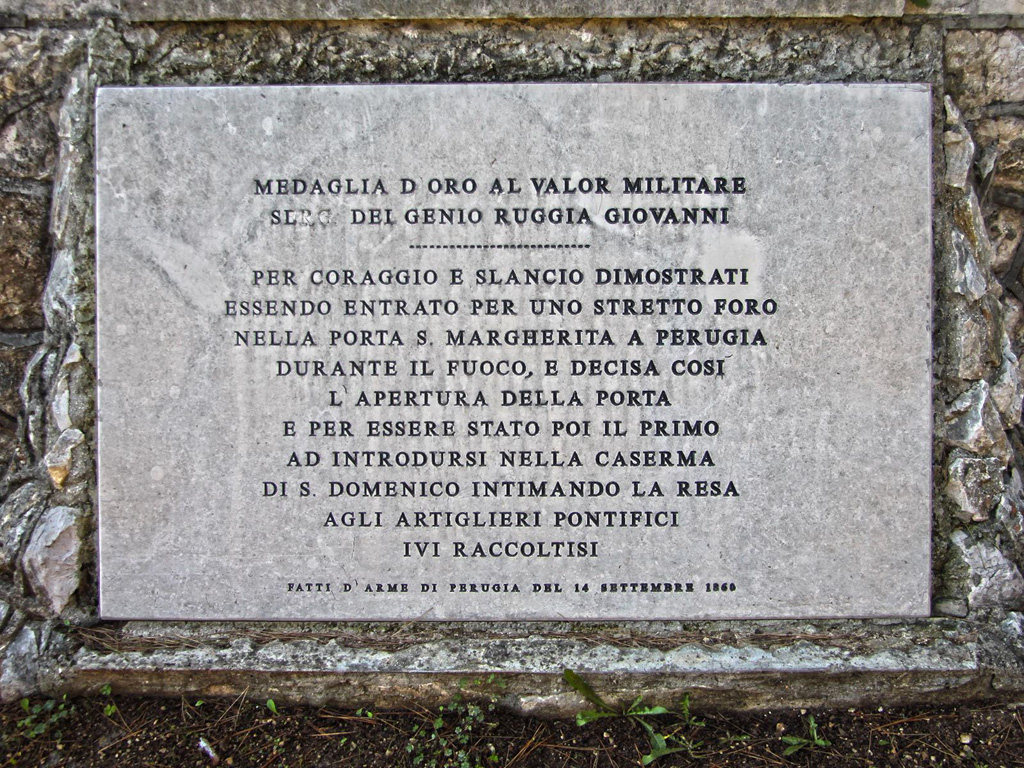 MEDAGLIA D'ORO AL VALOR MILITARE
SERG. DEL GENIO RUGGIA GIOVANNI
PER CORAGGIO E SLANCIO DIMOSTRATI
ESSENDO ENTRATO PER UNO STRETTO FORO
NELLA PORTA S. MARGHERITA A PERUGIA
DURANTE IL FUOCO, E DECISA COSI
L'APERTURA DELLA PORTA
E PER ESSERE STATO POI IL PRIMO
AD INTRODURSI NELLA CASERMA
DI S. DOMENICO INTIMANDO LA RESA
AGLI ARTIGLIERI PONTIFICI
IVI RACCOLTISI
FATTI D'ARME DI PERUGIA DEL 14 SETTEMBRE 1860